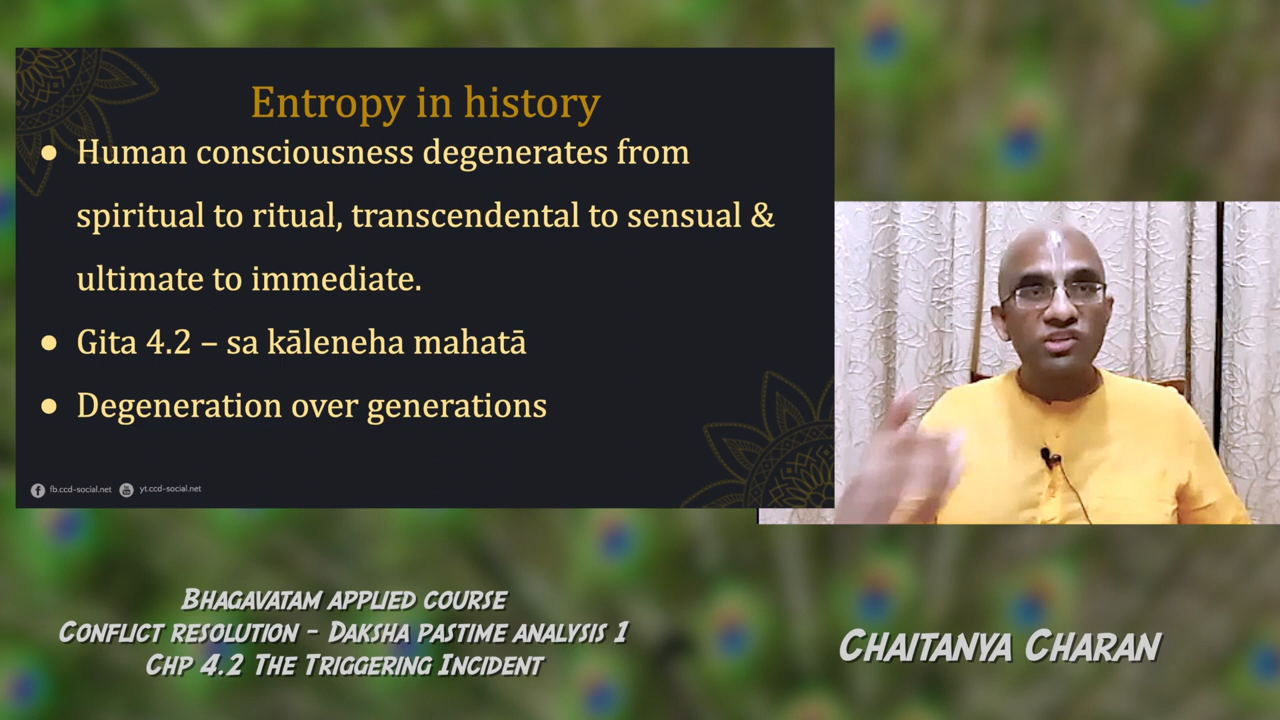 Entropy in history
● Human consciousness degenerates from
spiritual to ritual, transcendental to sensual &
ultimate to immediate.
● Gita 4.2 – sa kāleneha mahatā
● Degeneration over generations
fb.ccd-social.net yt.ccd-social.net
Bhagavatam applied course
Conflict resolution - Daksha pastime analysis 1
Chp 4.2 The Triggering Incident
Chaitanya Charan